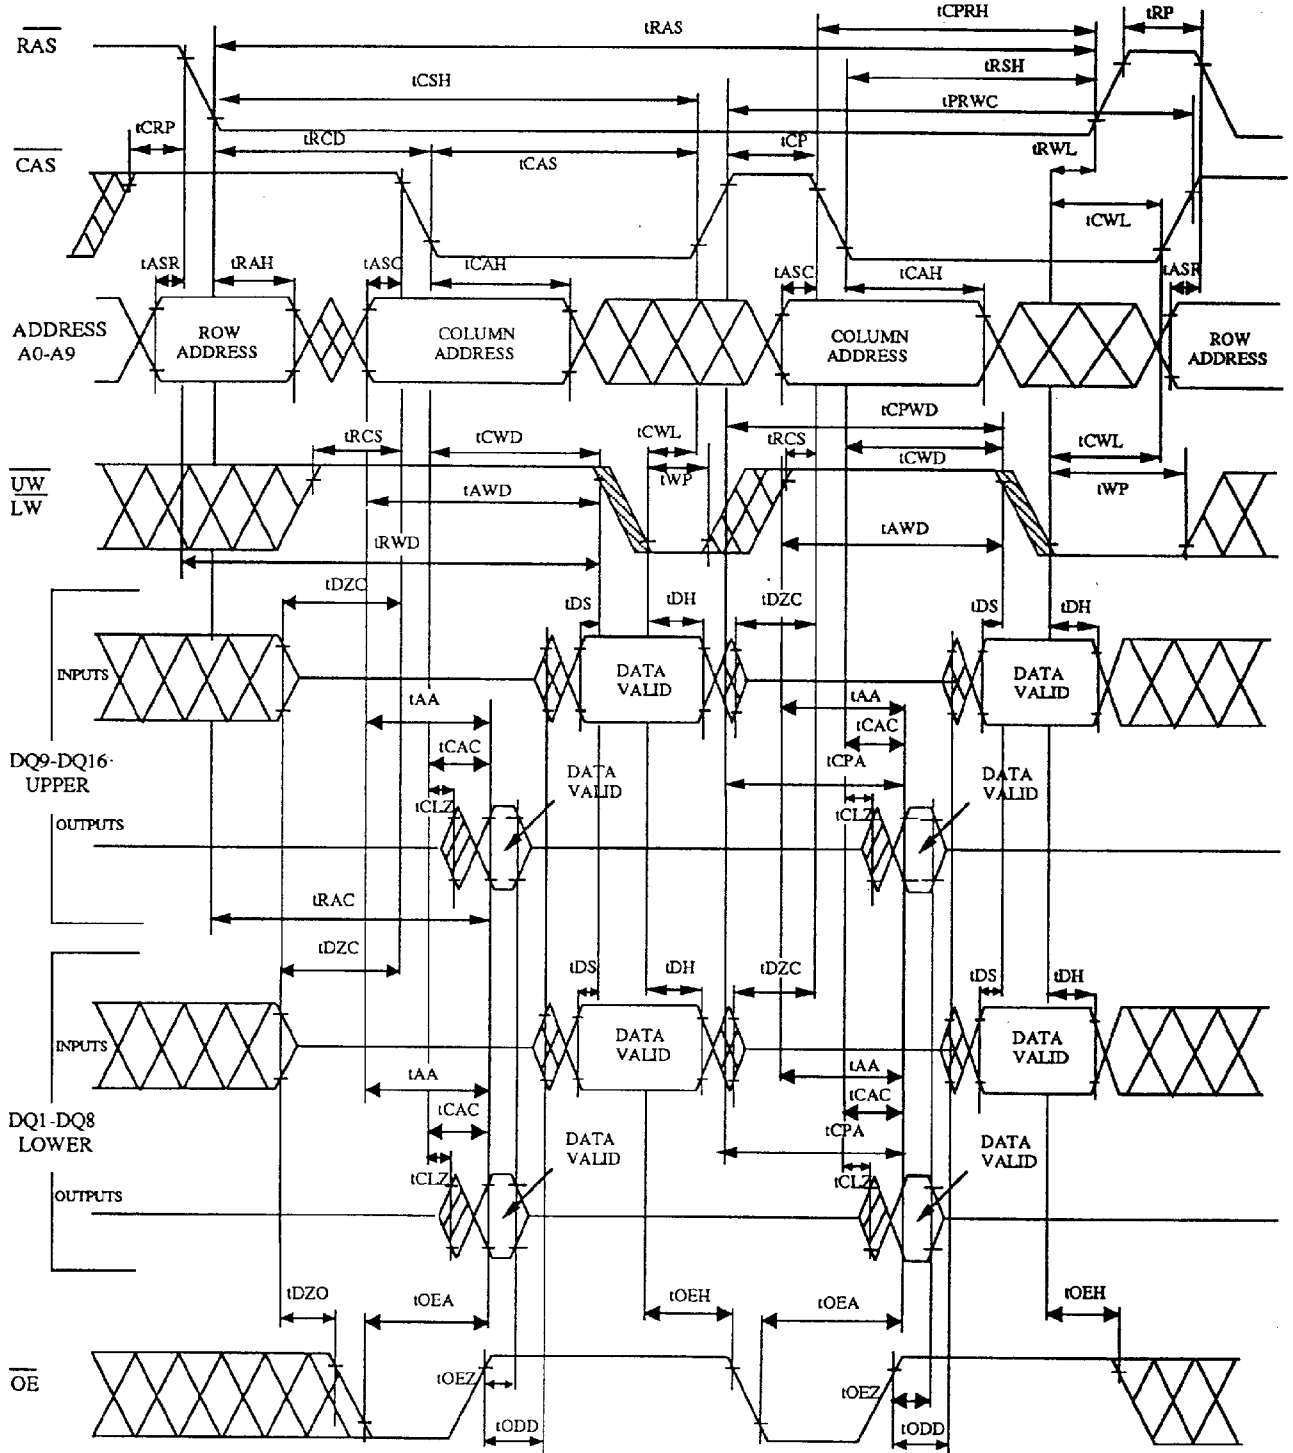 tCPRH
tRP
RAS
tRAS
tRSH
tCSH
tPRWC
tCRP
tRCD
tCP
tRWL
CAS
tCAS
tCWL
tASR
tRAH
tASC
tCAH
tASC
tCAH
tASR
ADDRESS
A0-A9
ROW
ADDRESS
COLUMN
ADDRESS
COLUMN
ADDRESS
ROW
ADDRESS
tCPWD
tRCS
tCWD
tCWL
tRCS
tCWD
tCWL
tWP
tWP
UW
LW
tAWD
tAWD
tRWD
tDZC
tDS
tDH
tDZC
tDS
tDH
INPUTS
DATA
VALID
DATA
VALID
tAA
tAA
tCAC
tCAC
DQ9-DQ16
UPPER
tCPA
DATA
VALID
DATA
VALID
tCLZ
tCLZ
OUTPUTS
tRAC
tDZC
tDS
tDH
tDZC
tDS
tDH
INPUTS
DATA
VALID
DATA
VALID
tAA
tAA
tCAC
tCAC
DQ1-DQ8
LOWER
tCPA
DATA
VALID
DATA
VALID
tCLZ
tCLZ
OUTPUTS
tDZO
tOEA
tOEH
tOEA
tOEH
OE
tOEZ
tOEZ
tODD
tODD